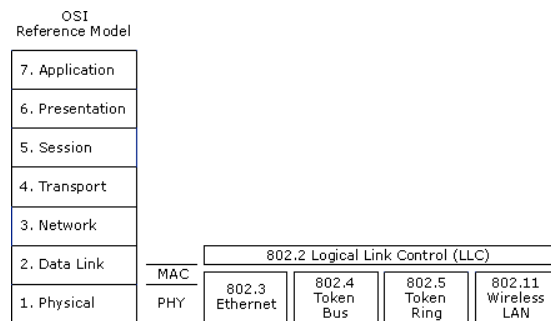 OSI
Reference Model
7. Application
6. Presentation
5. Session
4. Transport
3. Network
2. Data Link
1. Physical
802.2 Logical Link Control (LLC)
MAC
PHY
802.3
Ethernet
802.4
Token
Bus
802.5
Token
Ring
802.11
Wireless
LAN